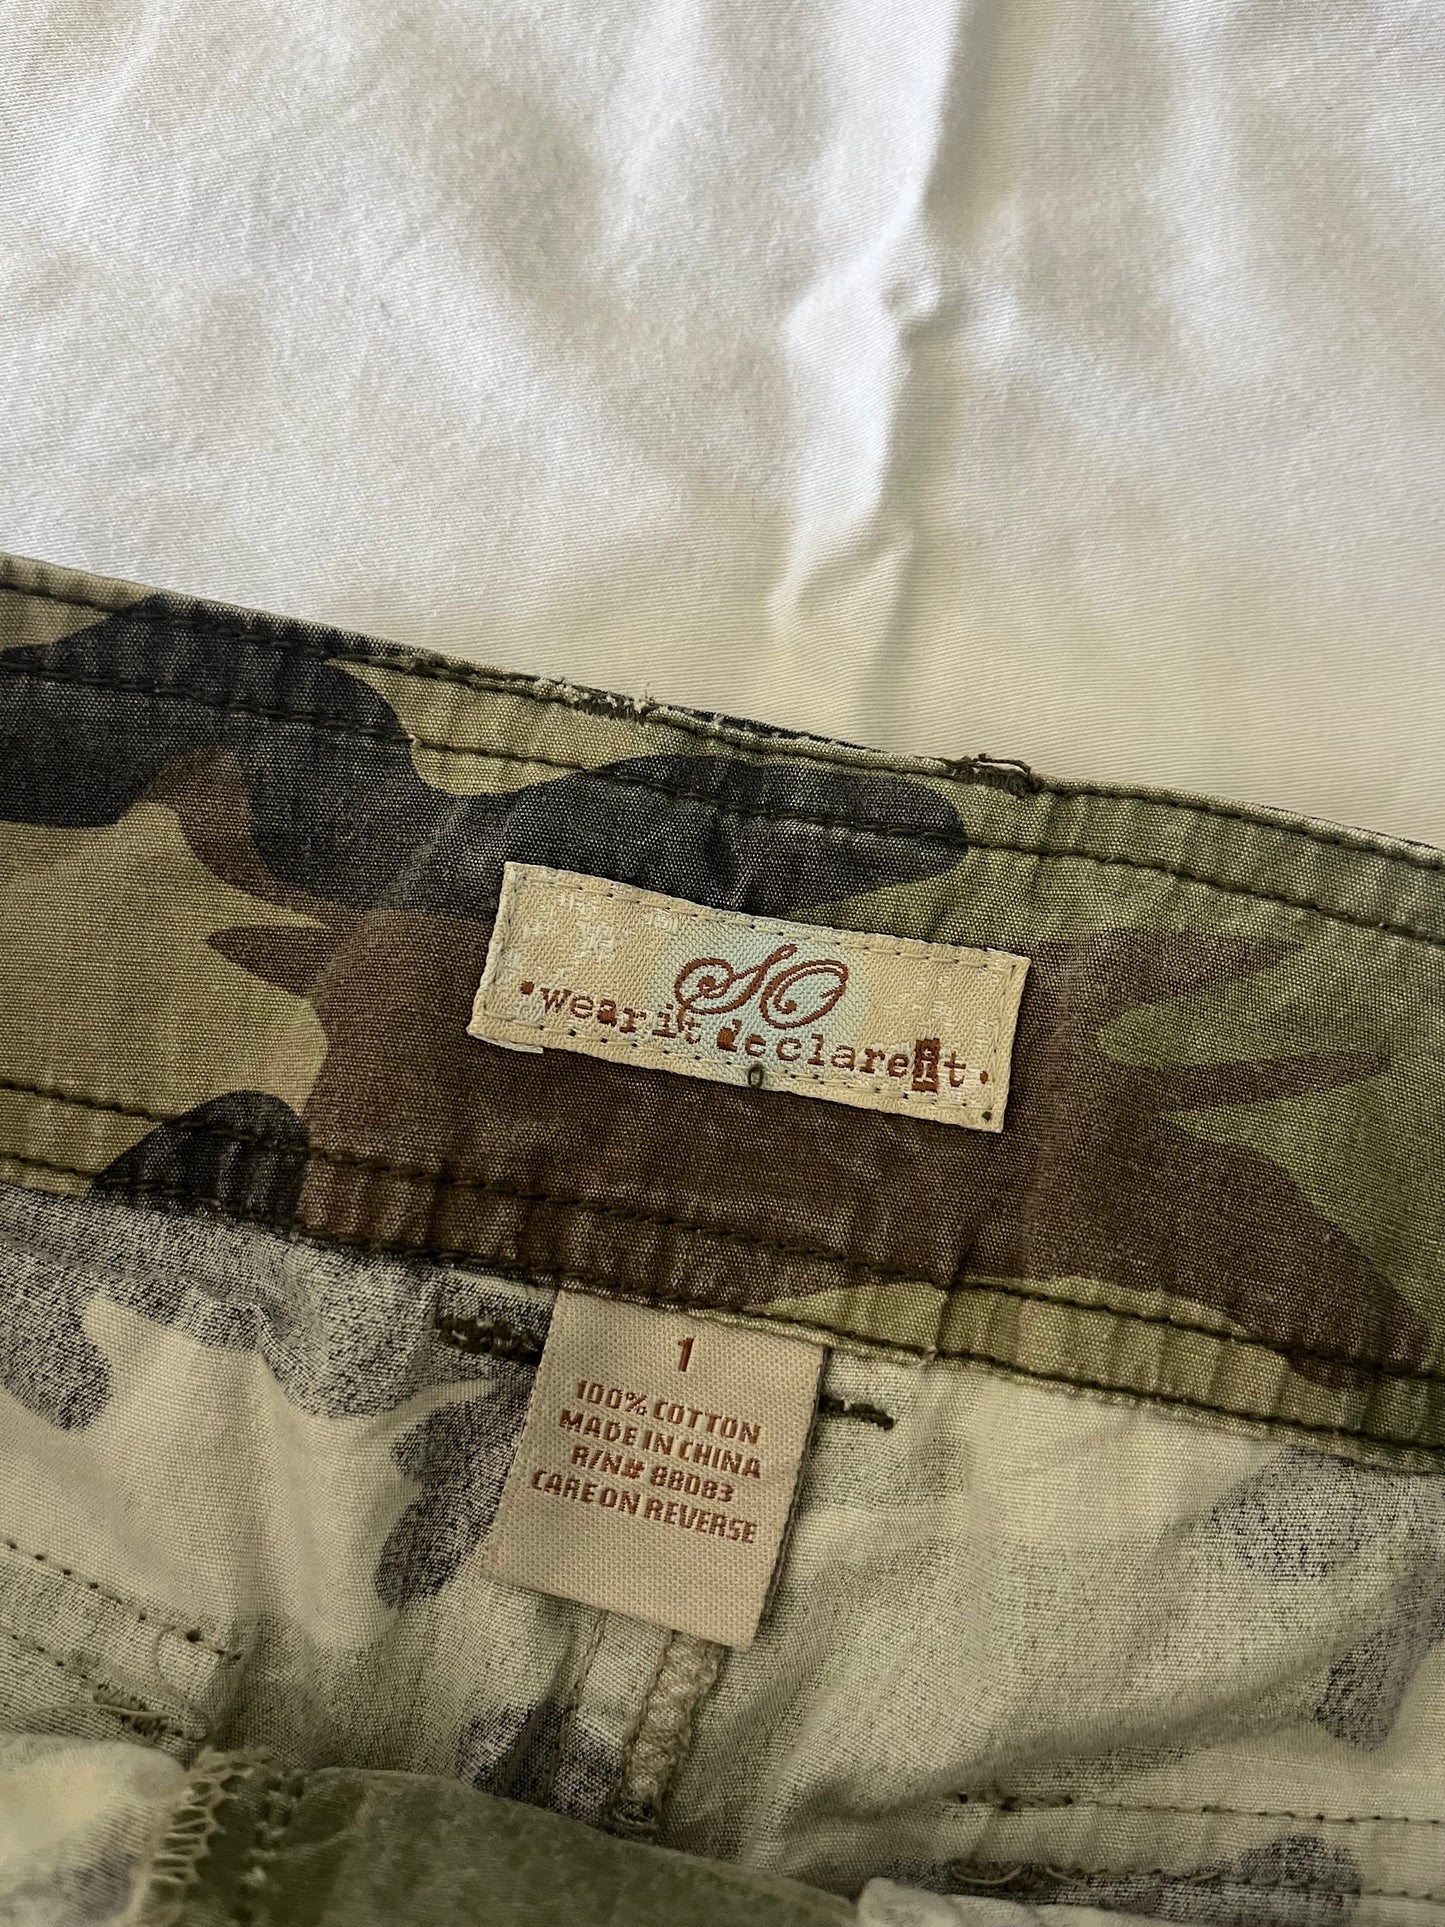 SO
•wear it declare it•
1
100% COTTON
MADE IN CHINA
R/N# 88083
CARE ON REVERSE